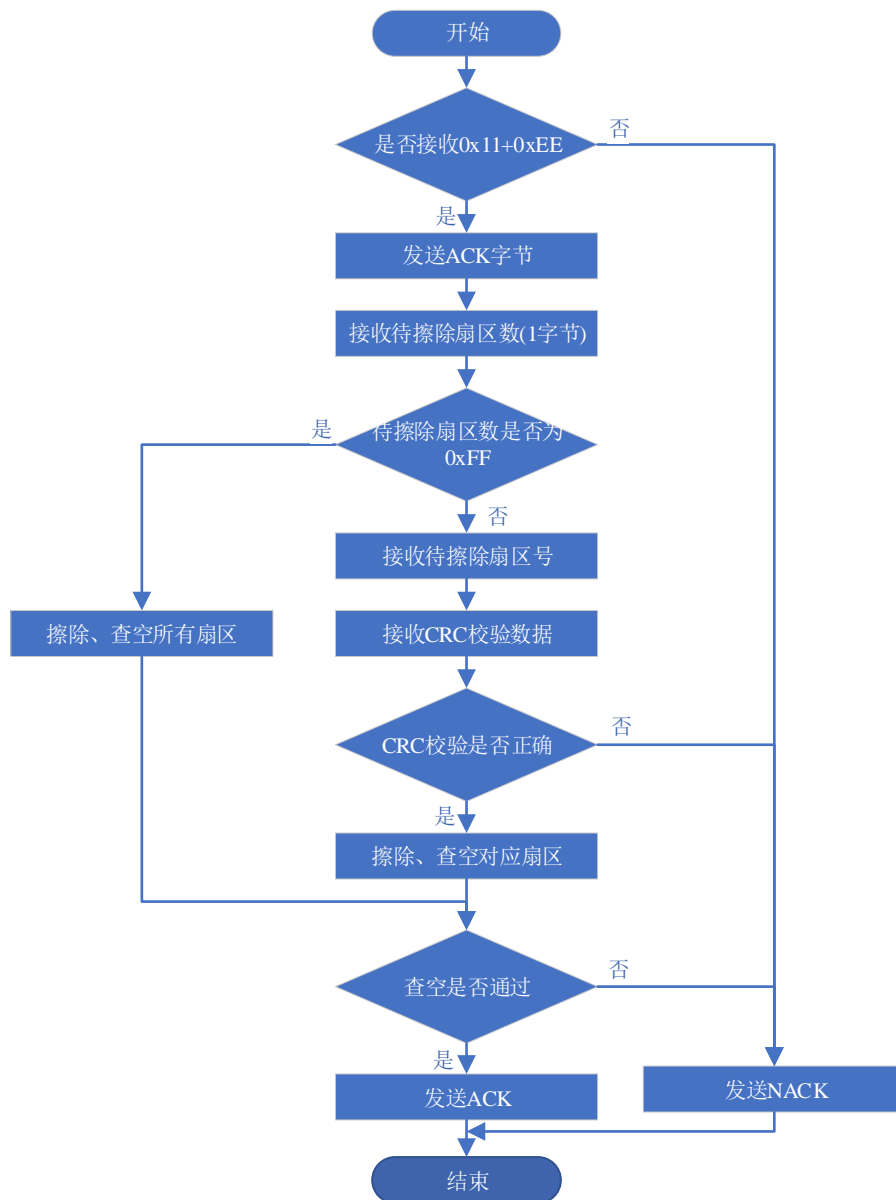 开始
否
是否接收0x11+0xEE
是
发送ACK字节
接收待擦除扇区数(1字节)
是
待擦除扇区数是否为
0xFF
否
接收待擦除扇区号
擦除、查空所有扇区
接收CRC校验数据
否
CRC校验是否正确
是
擦除、查空对应扇区
否
查空是否通过
是
发送NACK
发送ACK
结束